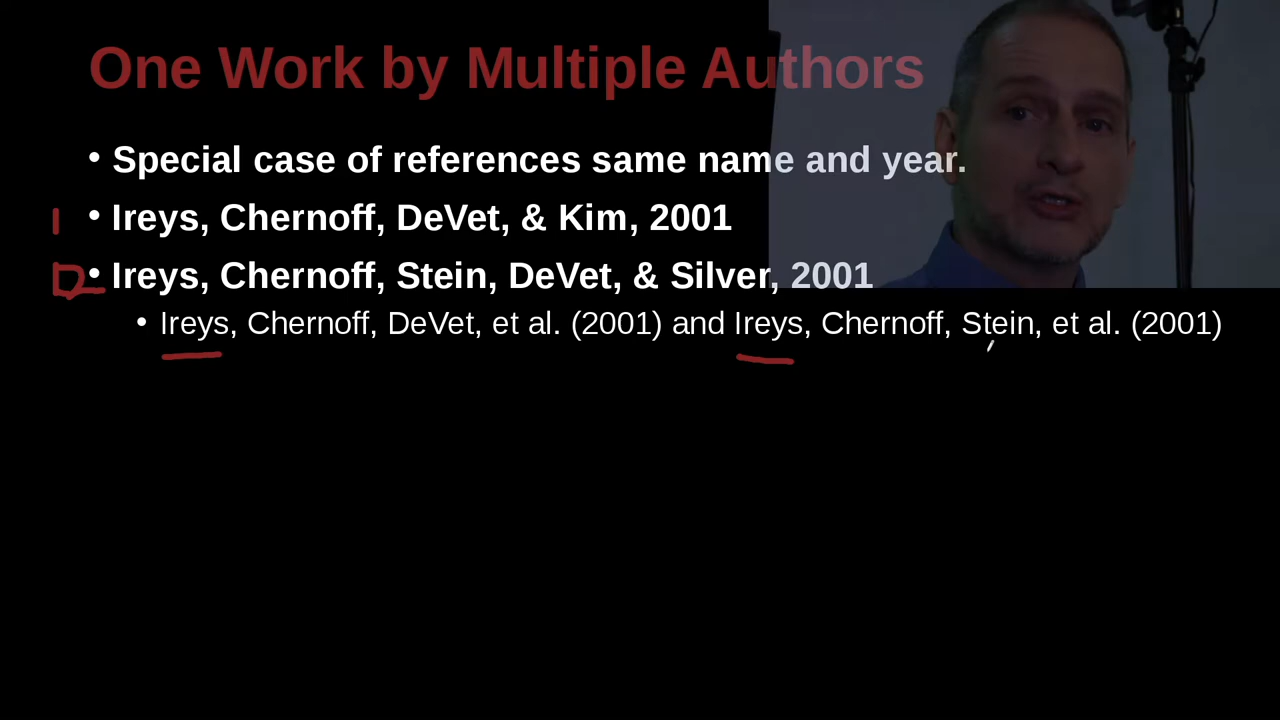 One Work by Multiple Authors
• Special case of references same name and year.
• Ireys, Chernoff, DeVet, & Kim, 2001
• Ireys, Chernoff, Stein, DeVet, & Silver, 2001
• Ireys, Chernoff, DeVet, et al. (2001) and Ireys, Chernoff, Stein, et al. (2001)